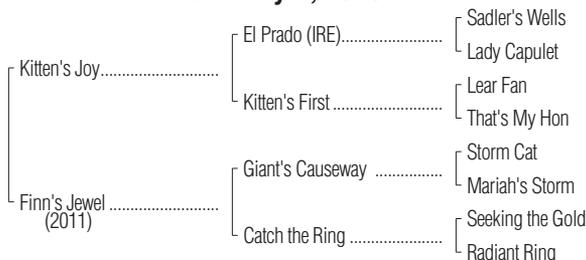 Sadler's Wells
El Prado (IRE)....................
Lady Capulet
Kitten's Joy........................
Lear Fan
Kitten's First ......................
That's My Hon
Storm Cat
Giant's Causeway ................
Mariah's Storm
Finn's Jewel ......................
(2011)
Seeking the Gold
Catch the Ring ....................
Radiant Ring